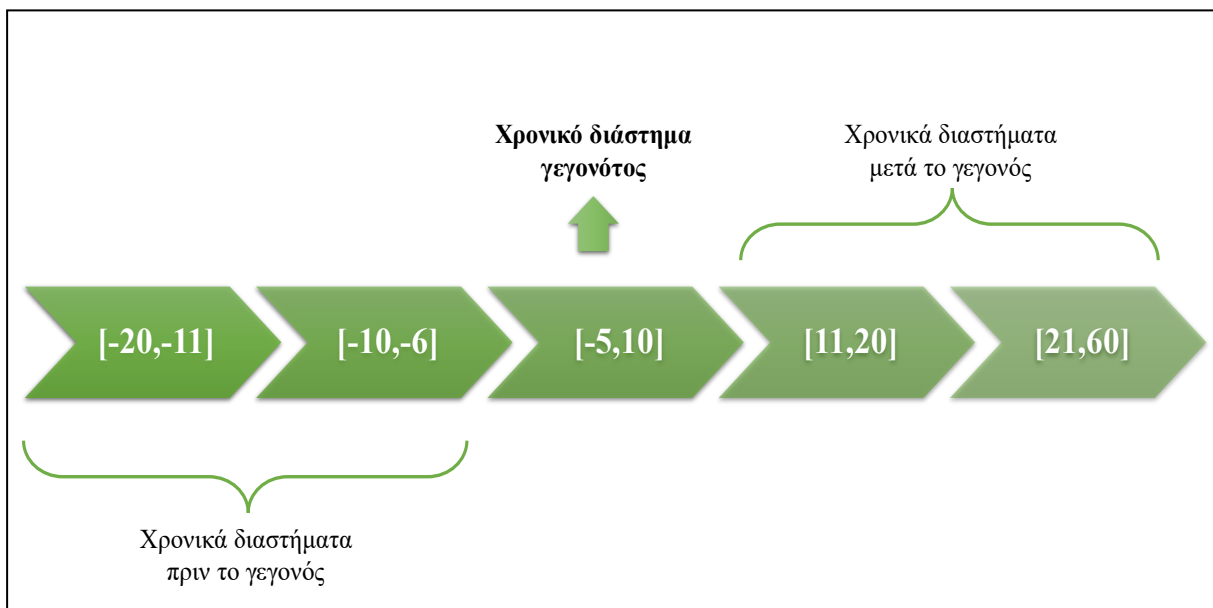 Χρονικό διάστημα
γεγονότος
Χρονικά διαστήματα
μετά το γεγονός
[-20,-11]
[-10,-6]
[-5,10]
[11,20]
[21,60]
Χρονικά διαστήματα
πριν το γεγονός